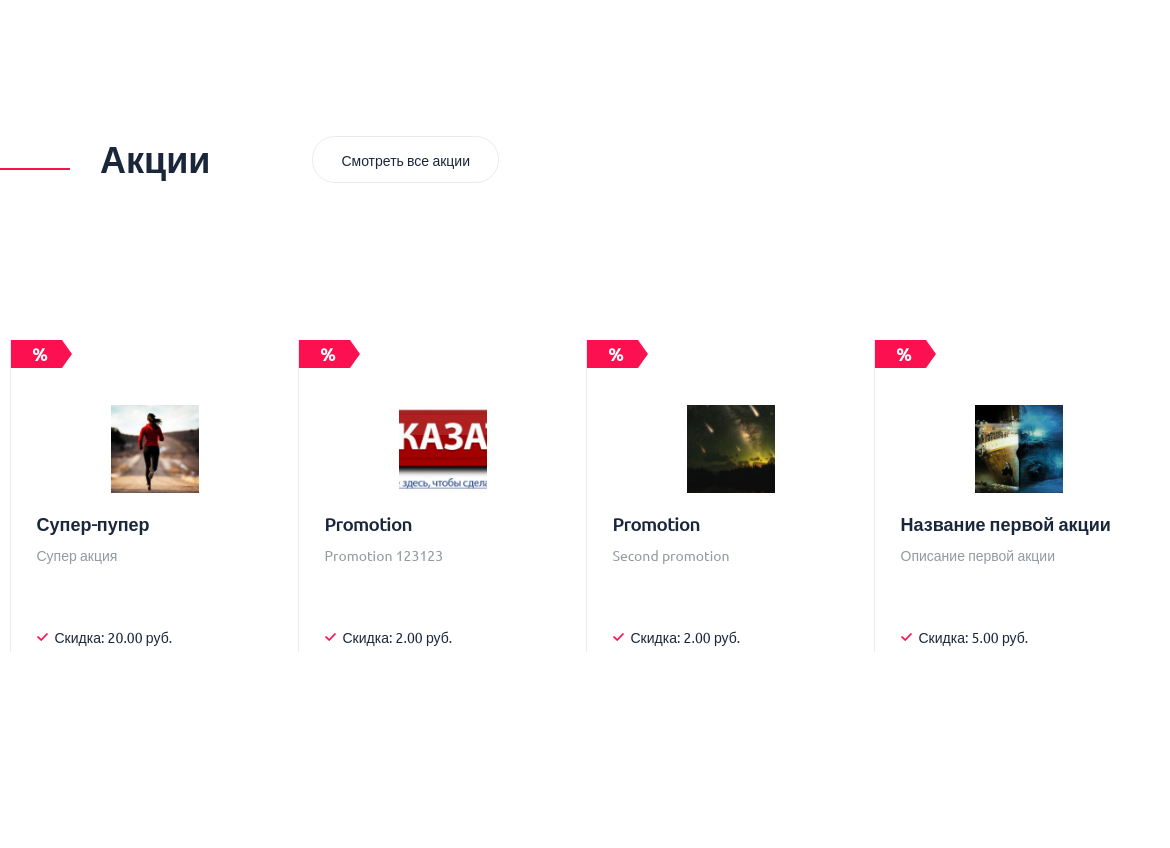 Акции
Смотреть все акции
%
%
%
%
КАЗА
здесь, чтобы
Супер-пупер
Promotion
Promotion
Название первой акции
Супер акция
Promotion 123123
Second promotion
Описание первой акции
Скидка: 20.00 руб.
Скидка: 2.00 руб.
Скидка: 2.00 руб.
Скидка: 5.00 руб.